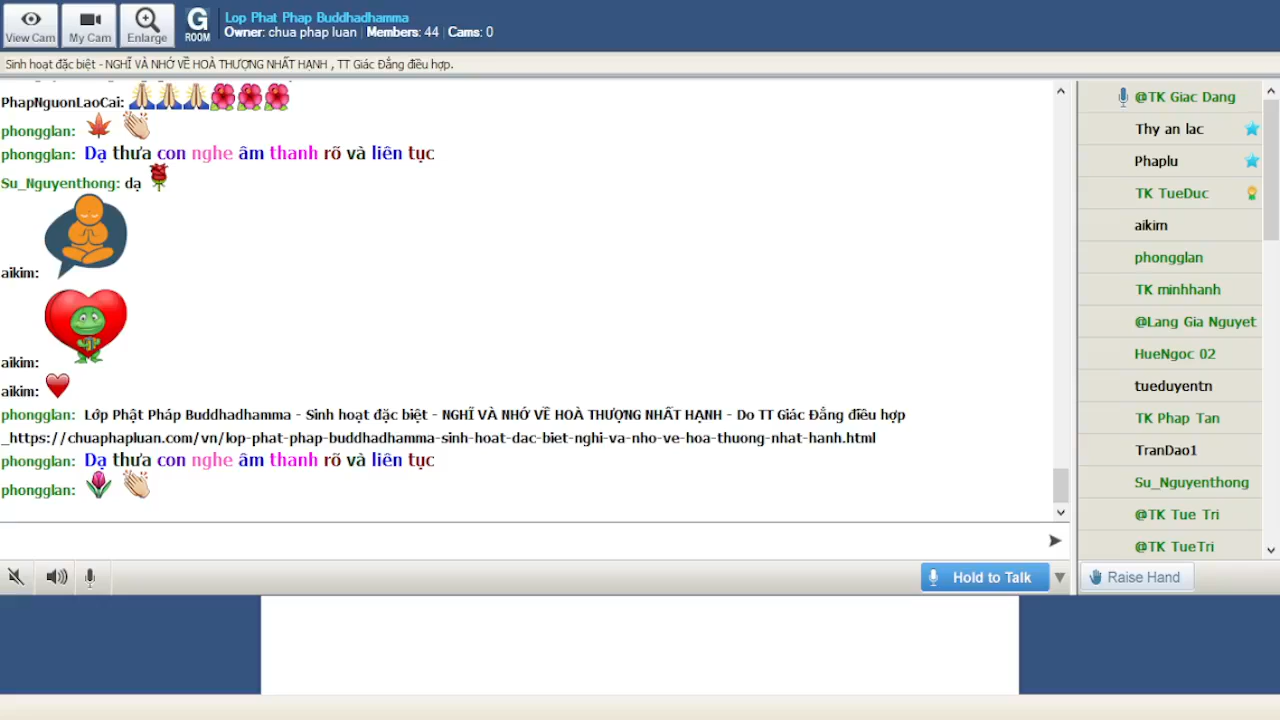 View Cam
My Cam
Enlarge
G
ROOM
Lop Phat Phap Buddhadhamma
Owner: chua phap luan | Members: 44 | Cams: 0
Sinh hoạt đặc biệt - NGHĨ VÀ NHỚ VỀ HOÀ THƯỢNG NHẤT HẠNH , TT Giác Đẳng điều hợp.
PhapNguonLaoCai:
phongglan:
phongglan: Dạ thưa con nghe âm thanh rõ và liên tục
Su_Nguyenthong: dạ
aikim:
aikim:
aikim:
phongglan: Lớp Phật Pháp Buddhadhamma - Sinh hoạt đặc biệt - NGHĨ VÀ NHỚ VỀ HOÀ THƯỢNG NHẤT HẠNH - Do TT Giác Đẳng điều hợp
_https://chuaphapluan.com/vn/lop-phat-phap-buddhadhamma-sinh-hoat-dac-biet-nghi-va-nho-ve-hoa-thuong-nhat-hanh.html
phongglan: Dạ thưa con nghe âm thanh rõ và liên tục
phongglan:
Hold to Talk
@TK Giac Dang
Thy an lac
Phaplu
TK TueDuc
aikim
phongglan
TK minhhanh
@Lang Gia Nguyet
HueNgoc 02
tueduyentn
TK Phap Tan
TranDao1
Su_Nguyenthong
@TK Tue Tri
@TK TueTri
Raise Hand